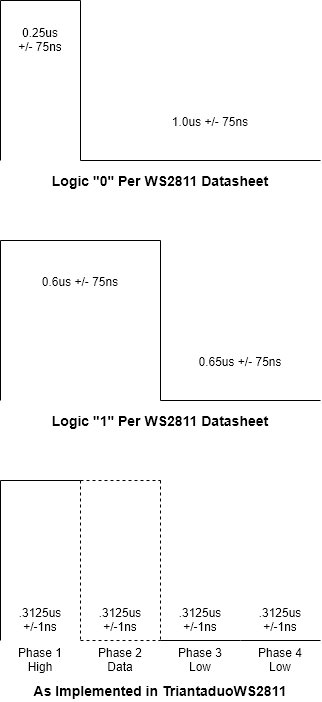 0.25us
+/- 75ns
1.0us +/- 75ns
Logic "0" Per WS2811 Datasheet
0.6us +/- 75ns
0.65us +/- 75ns
Logic "1" Per WS2811 Datasheet
.3125us .3125us .3125us .3125us
+/-1ns +/-1ns +/-1ns +/-1ns
Phase 1 Phase 2 Phase 3 Phase 4
High Data Low Low
As Implemented in TriantaduoWS2811